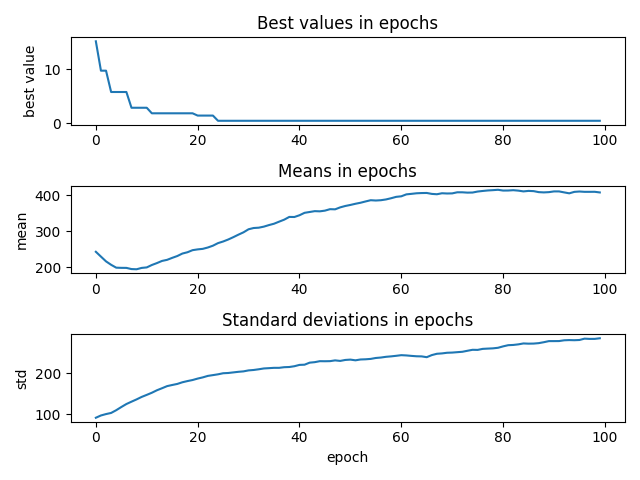 Best values in epochs
best value
10
0
0 20 40 60 80 100
Means in epochs
mean
400
300
200
0 20 40 60 80 100
Standard deviations in epochs
std
200
100
0 20 40 60 80 100
epoch